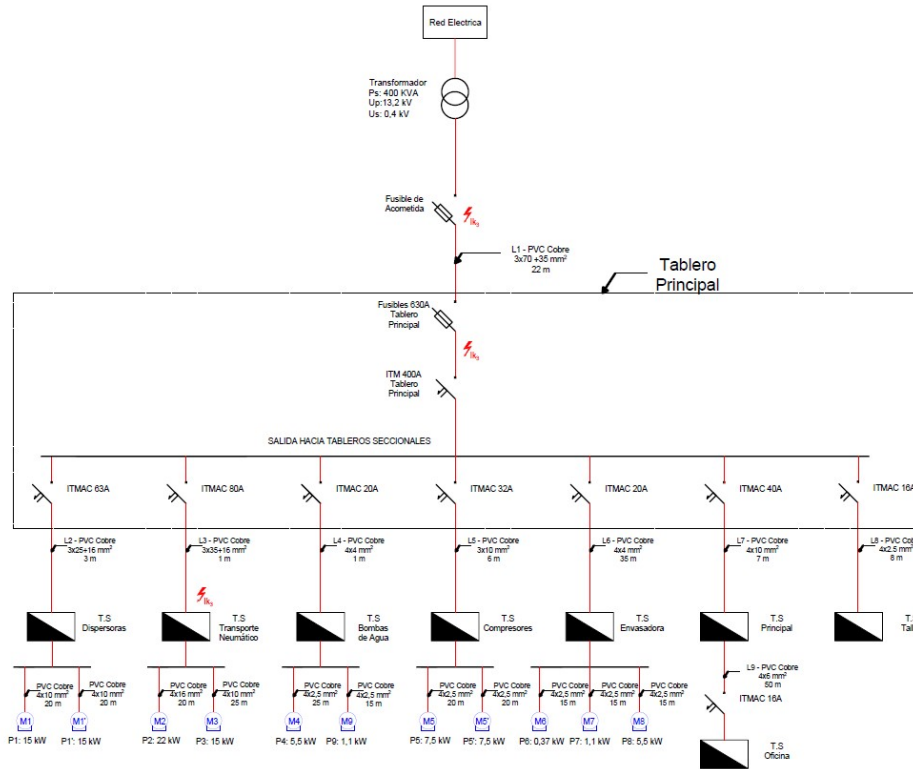 Red Electrica
Transformador
Ps: 400 KVA
Up:13,2 kV
Us: 0,4 kV
Fusible de
Acometida
Ik3
L1 - PVC Cobre
3x70 +35 mm²
22 m
Tablero
Principal
Fusibles 630A
Tablero
Principal
Ik3
ITM 400A
Tablero
Principal
SALIDA HACIA TABLEROS SECCIONALES
ITMAC 63A
ITMAC 80A
ITMAC 20A
ITMAC 32A
ITMAC 20A
ITMAC 40A
ITMAC 16A
L2 - PVC Cobre
3x25+16 mm²
3 m
L3 - PVC Cobre
3x35+16 mm²
1 m
L4 - PVC Cobre
4x4 mm²
1 m
L5 - PVC Cobre
3x10 mm²
6 m
L6 - PVC Cobre
4x4 mm²
35 m
L7 - PVC Cobre
4x10 mm²
7 m
L8 - PVC Cob
4x2.5 mm²
8 m
Ik3
T.S
Dispersoras
T.S
Transporte
Neumático
T.S
Bombas
de Agua
T.S
Compresores
T.S
Envasadora
T.S
Principal
T.S
Tall
PVC Cobre
4x10 mm²
20 m
PVC Cobre
4x10 mm²
20 m
PVC Cobre
4x16 mm²
20 m
PVC Cobre
4x10 mm²
25 m
PVC Cobre
4x2,5 mm²
25 m
PVC Cobre
4x2,5 mm²
15 m
PVC Cobre
4x2,5 mm²
20 m
PVC Cobre
4x2,5 mm²
20 m
PVC Cobre
4x2,5 mm²
15 m
PVC Cobre
4x2,5 mm²
15 m
PVC Cobre
4x2,5 mm²
15 m
L9 - PVC Cobre
4x6 mm²
50 m
ITMAC 16A
M1
M1'
M2
M3
M4
M9
M5
M5'
M6
M7
M8
P1: 15 kW
P1': 15 kW
P2: 22 kW
P3: 15 kW
P4: 5,5 kW
P9: 1,1 kW
P5: 7,5 kW
P5': 7,5 kW
P6: 0,37 kW
P7: 1,1 kW
P8: 5,5 kW
T.S
Oficina